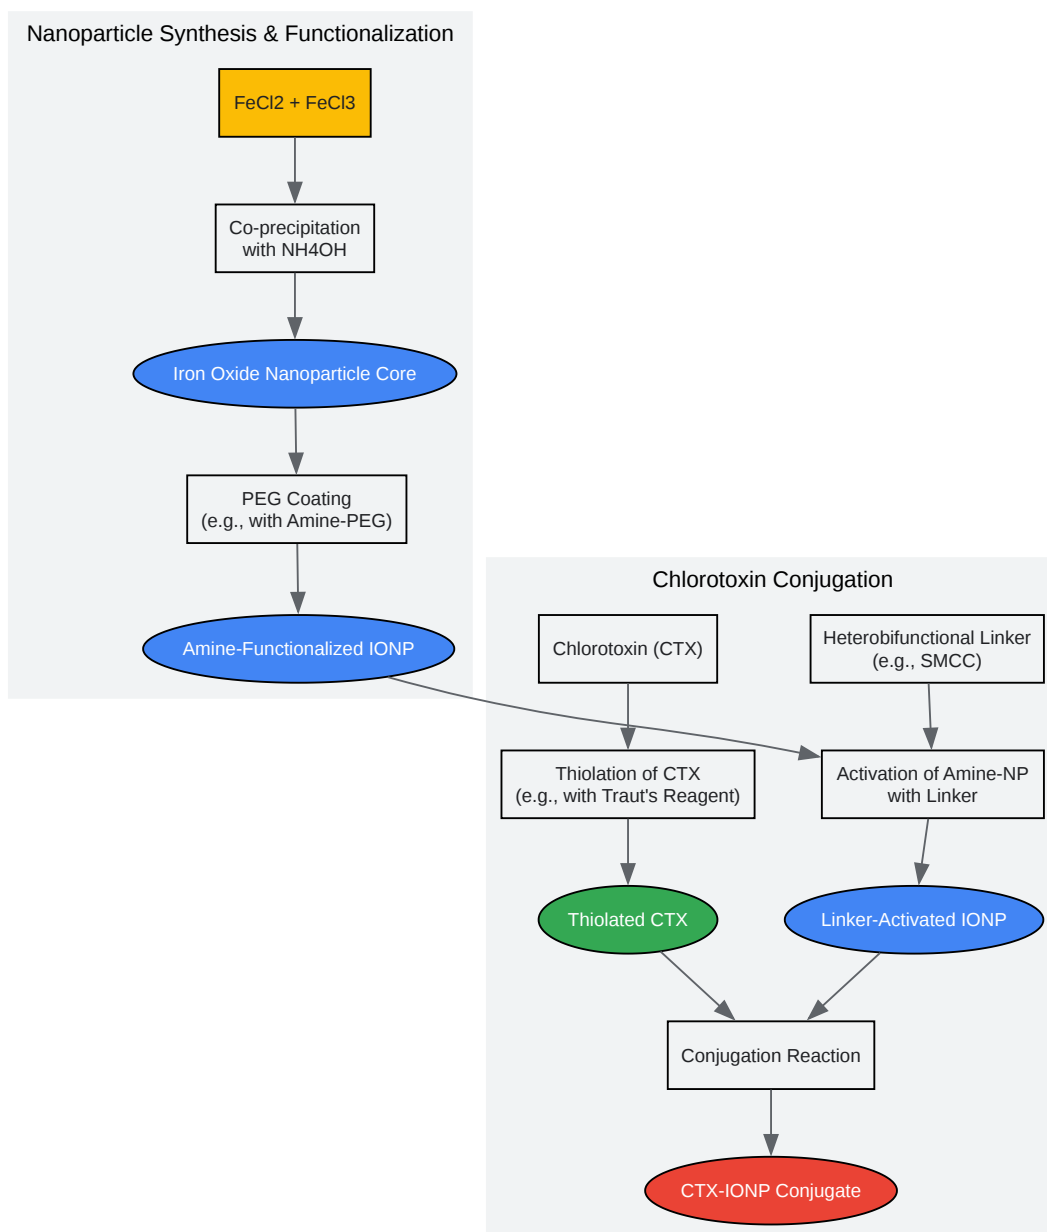 Nanoparticle Synthesis & Functionalization
FeCl2 + FeCl3
Co-precipitation
with NH4OH
Iron Oxide Nanoparticle Core
PEG Coating
(e.g., with Amine-PEG)
Amine-Functionalized IONP
Chlorotoxin Conjugation
Chlorotoxin (CTX)
Heterobifunctional Linker
(e.g., SMCC)
Thiolation of CTX
(e.g., with Traut's Reagent)
Activation of Amine-NP
with Linker
Thiolated CTX
Linker-Activated IONP
Conjugation Reaction
CTX-IONP Conjugate